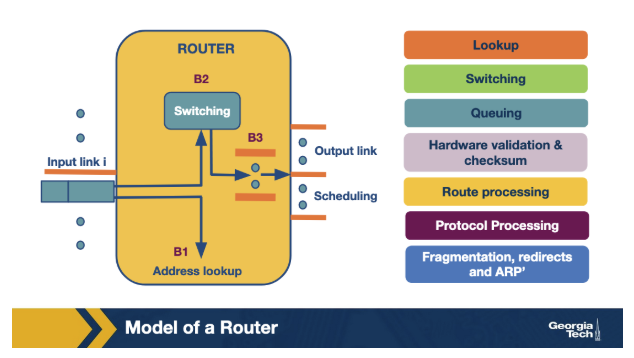 ROUTER
B2
Switching
B3
Input link i
Output link
Scheduling
B1
Address lookup
Lookup
Switching
Queuing
Hardware validation &
checksum
Route processing
Protocol Processing
Fragmentation, redirects
and ARP'
Model of a Router
Georgia
Tech